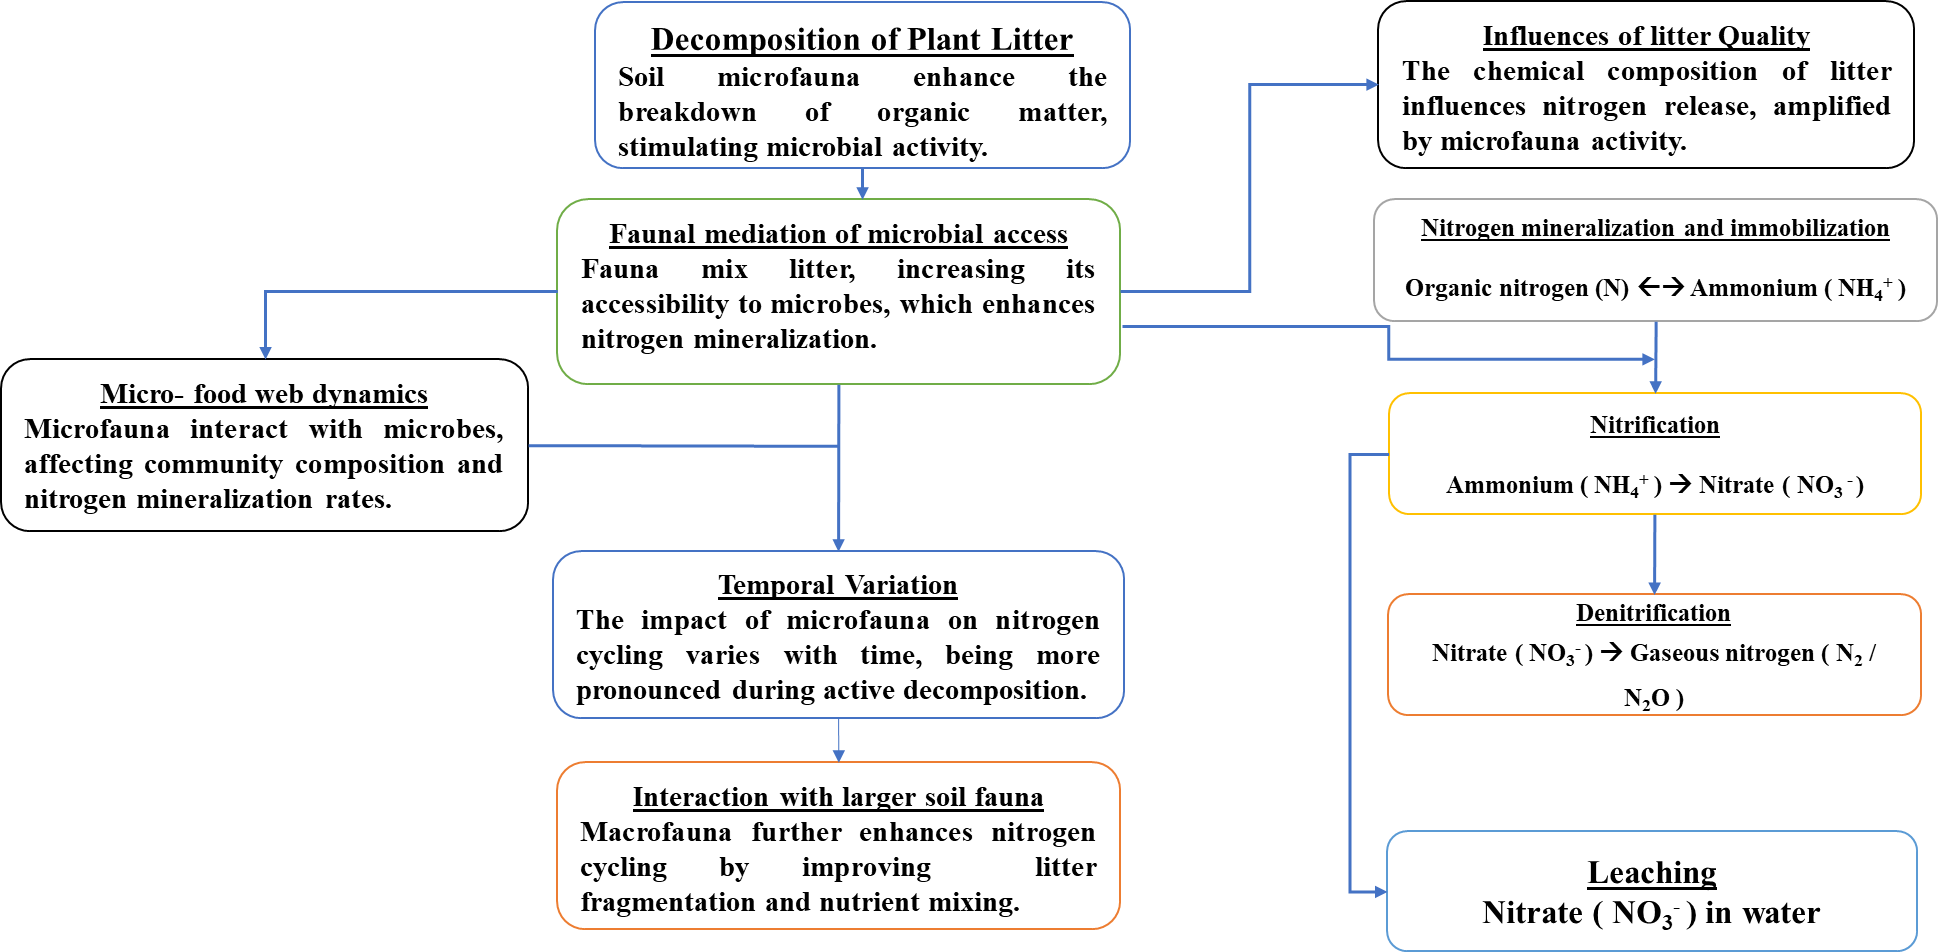 Decomposition of Plant Litter
Soil microfauna enhance the
breakdown of organic matter,
stimulating microbial activity.
Influences of litter Quality
The chemical composition of litter
influences nitrogen release, amplified
by microfauna activity.
Faunal mediation of microbial access
Fauna mix litter, increasing its
accessibility to microbes, which enhances
nitrogen mineralization.
Nitrogen mineralization and immobilization
Organic nitrogen (N) ←→ Ammonium ( NH₄⁺ )
Micro- food web dynamics
Microfauna interact with microbes,
affecting community composition and
nitrogen mineralization rates.
Nitrification
Ammonium ( NH₄⁺ ) → Nitrate ( NO₃⁻ )
Temporal Variation
The impact of microfauna on nitrogen
cycling varies with time, being more
pronounced during active decomposition.
Denitrification
Nitrate ( NO₃⁻ ) → Gaseous nitrogen ( N₂ /
N₂O )
Interaction with larger soil fauna
Macrofauna further enhances nitrogen
cycling by improving litter
fragmentation and nutrient mixing.
Leaching
Nitrate ( NO₃⁻ ) in water